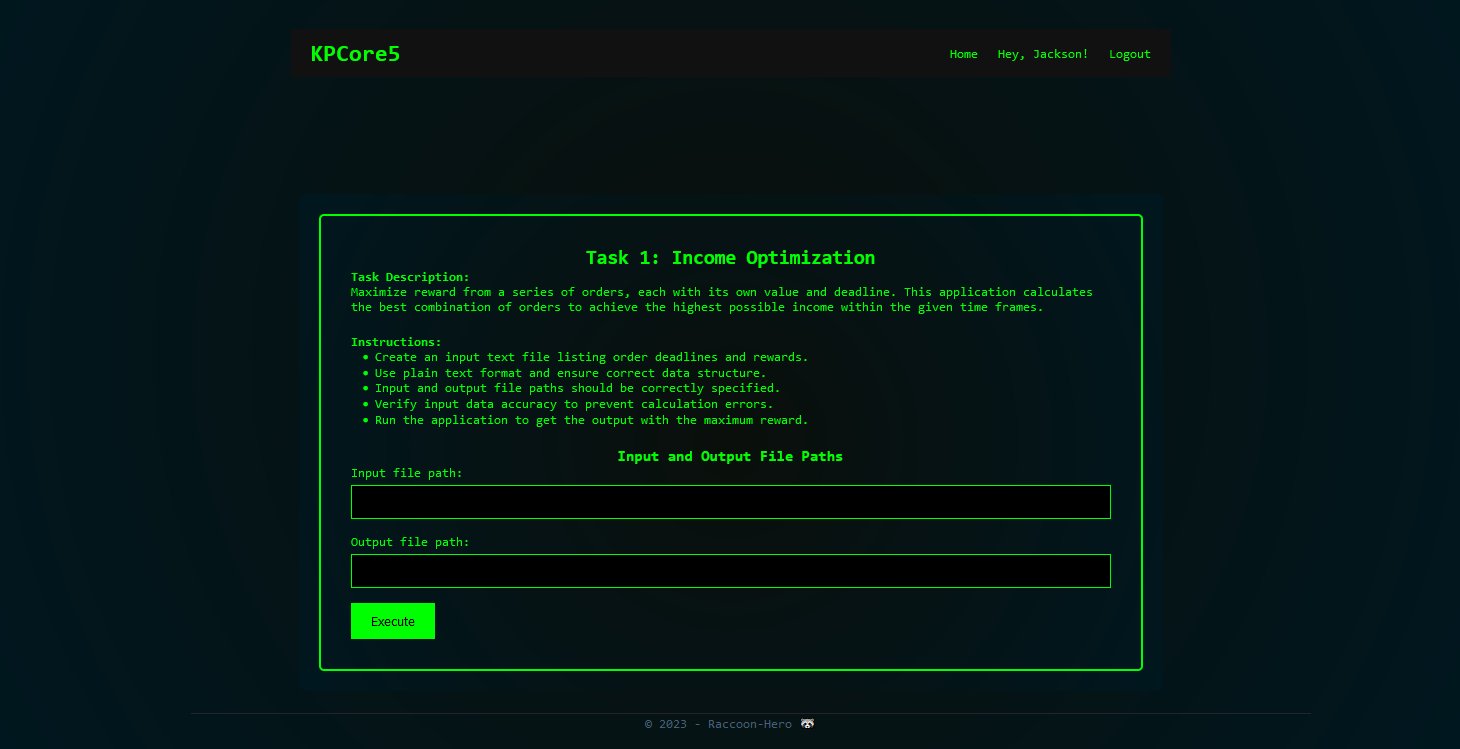 KPCore5
Home Hey, Jackson! Logout
Task 1: Income Optimization
Task Description:
Maximize reward from a series of orders, each with its own value and deadline. This application calculates
the best combination of orders to achieve the highest possible income within the given time frames.
Instructions:
• Create an input text file listing order deadlines and rewards.
• Use plain text format and ensure correct data structure.
• Input and output file paths should be correctly specified.
• Verify input data accuracy to prevent calculation errors.
• Run the application to get the output with the maximum reward.
Input and Output File Paths
Input file path:
Output file path:
Execute
© 2023 - Raccoon-Hero 🦝